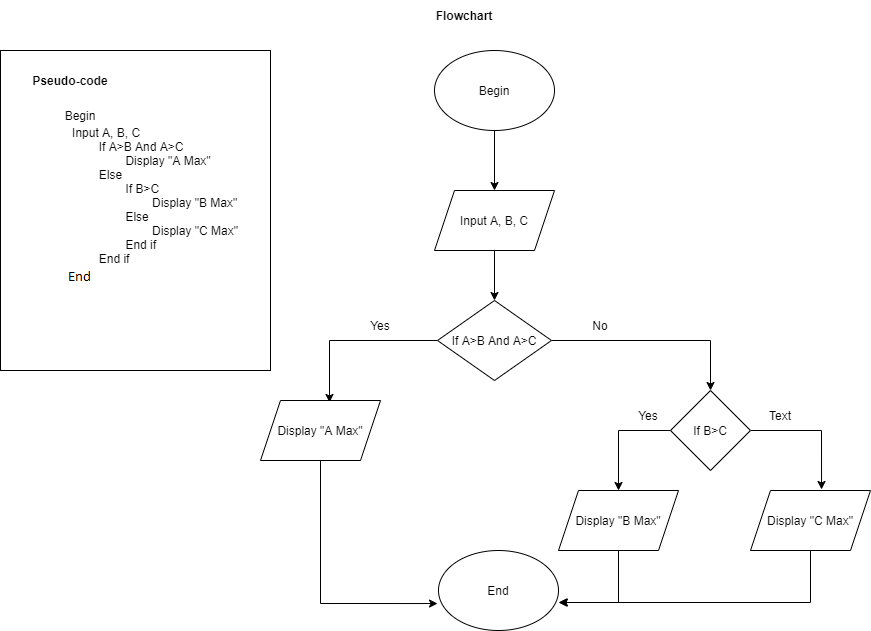 Flowchart
Pseudo-code
Begin
Input A, B, C
If A>B And A>C
Display "A Max"
Else
If B>C
Display "B Max"
Else
Display "C Max"
End if
End if
End
Begin
Input A, B, C
Yes
No
If A>B And A>C
Display "A Max"
Yes
Text
If B>C
Display "B Max"
Display "C Max"
End